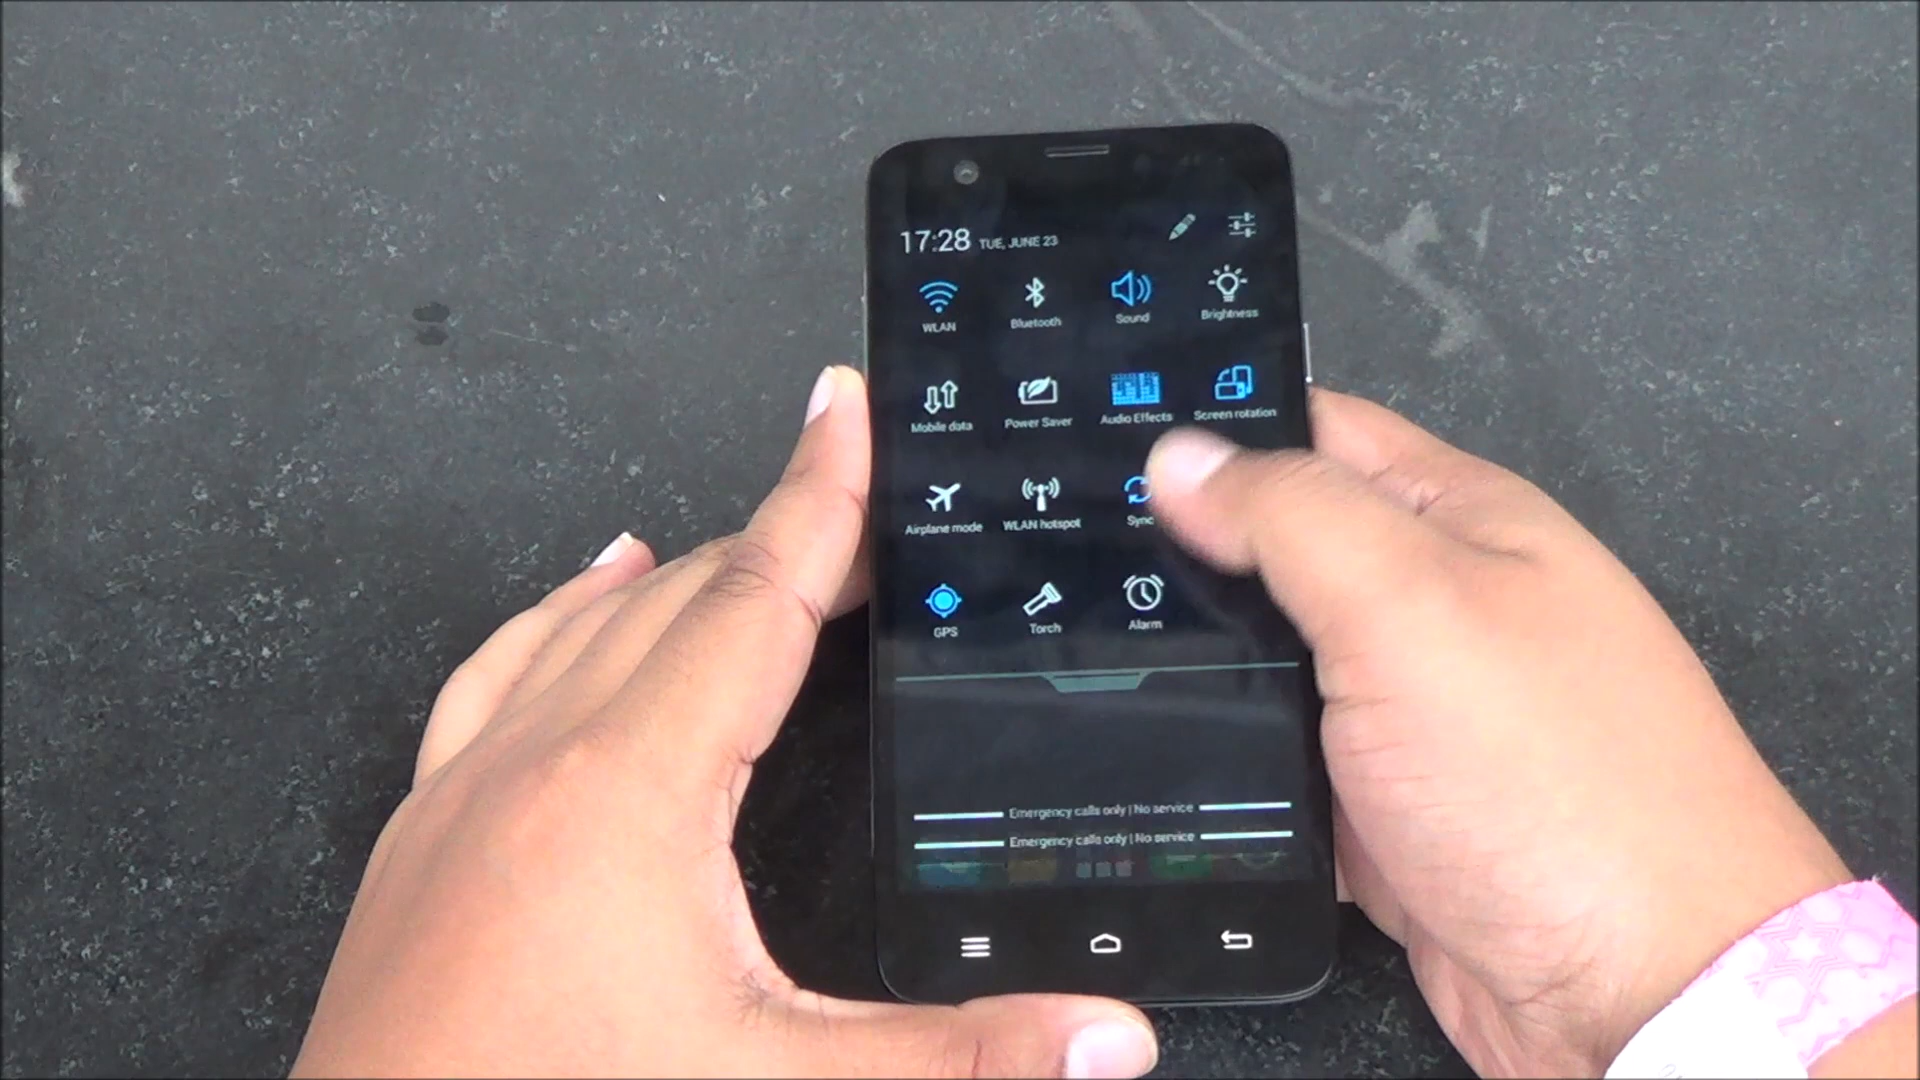 17:28 TUE, JUNE 23
WLAN Bluetooth Sound Brightness
Mobile data Power Saver Audio Effects Screen rotation
Airplane mode WLAN hotspot Sync
GPS Torch Alarm
Emergency calls only | No service
Emergency calls only | No service